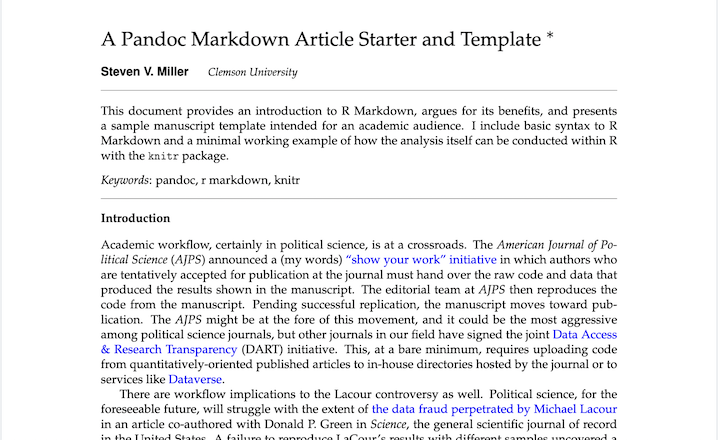 A Pandoc Markdown Article Starter and Template *
Steven V. Miller Clemson University
This document provides an introduction to R Markdown, argues for its benefits, and presents
a sample manuscript template intended for an academic audience. I include basic syntax to R
Markdown and a minimal working example of how the analysis itself can be conducted within R
with the knitr package.
Keywords: pandoc, r markdown, knitr
Introduction
Academic workflow, certainly in political science, is at a crossroads. The American Journal of Po-
litical Science (AJPS) announced a (my words) “show your work” initiative in which authors who
are tentatively accepted for publication at the journal must hand over the raw code and data that
produced the results shown in the manuscript. The editorial team at AJPS then reproduces the
code from the manuscript. Pending successful replication, the manuscript moves toward pub-
lication. The AJPS might be at the fore of this movement, and it could be the most aggressive
among political science journals, but other journals in our field have signed the joint Data Access
& Research Transparency (DART) initiative. This, at a bare minimum, requires uploading code
from quantitatively-oriented published articles to in-house directories hosted by the journal or to
services like Dataverse.
There are workflow implications to the Lacour controversy as well. Political science, for the
foreseeable future, will struggle with the extent of the data fraud perpetrated by Michael Lacour
in an article co-authored with Donald P. Green in Science, the general scientific journal of record
in the United States. A failure to reproduce LaCour's results with different samples uncovered a